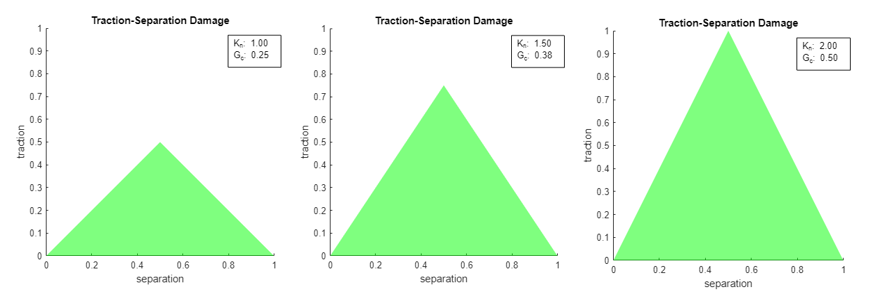 Traction-Separation Damage
1
0.9
0.8
0.7
0.6
0.5
0.4
0.3
0.2
0.1
0
traction
Kn: 1.00
Gc: 0.25
0 0.2 0.4 0.6 0.8 1
separation
Traction-Separation Damage
1
0.9
0.8
0.7
0.6
0.5
0.4
0.3
0.2
0.1
0
traction
Kn: 1.50
Gc: 0.38
0 0.2 0.4 0.6 0.8 1
separation
Traction-Separation Damage
1
0.9
0.8
0.7
0.6
0.5
0.4
0.3
0.2
0.1
0
traction
Kn: 2.00
Gc: 0.50
0 0.2 0.4 0.6 0.8 1
separation